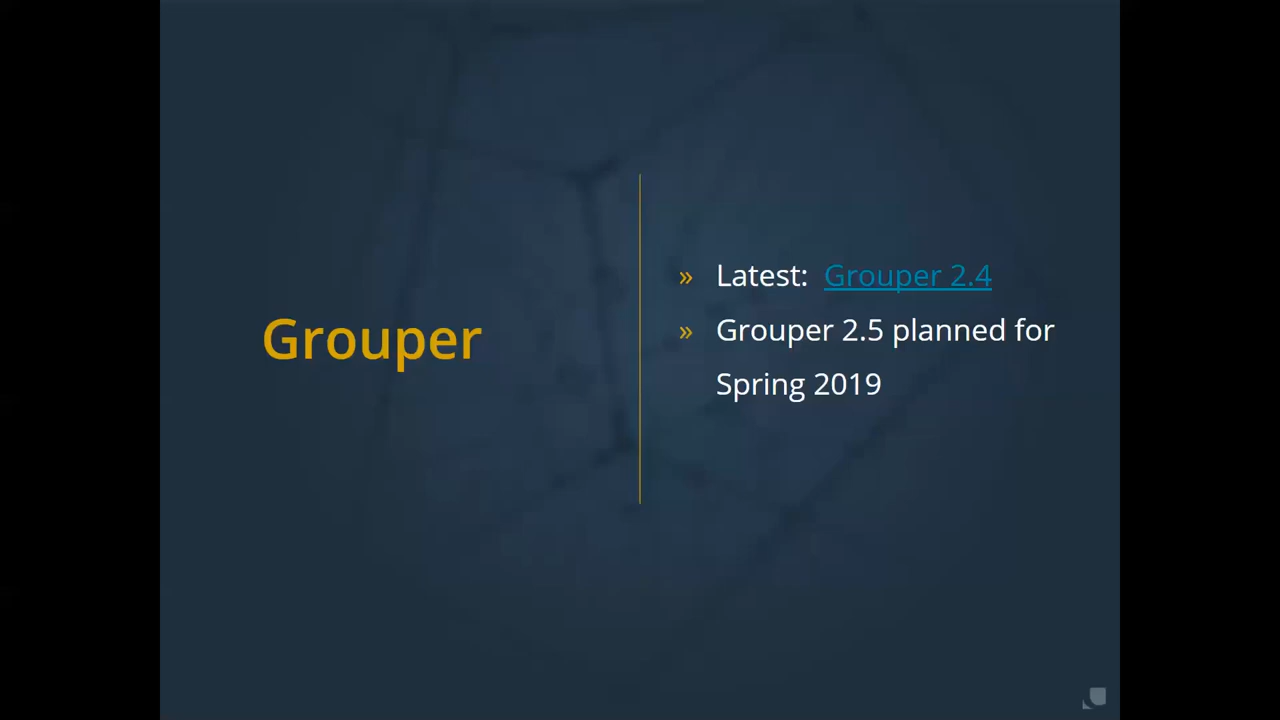 Grouper
» Latest: Grouper 2.4
» Grouper 2.5 planned for
Spring 2019